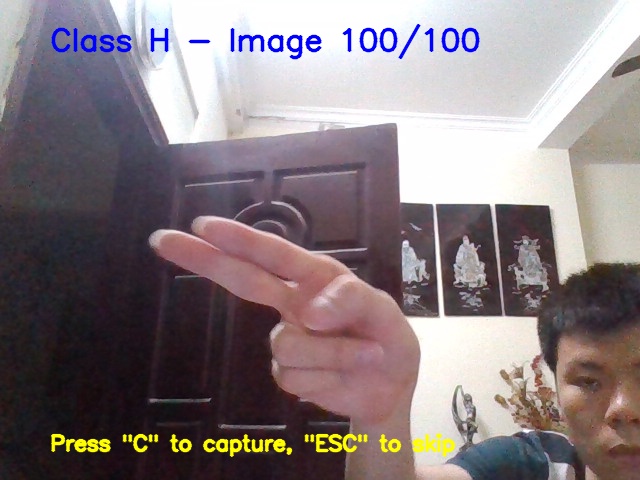 Class H - Image 100/100
Press "C" to capture, "ESC" to skip